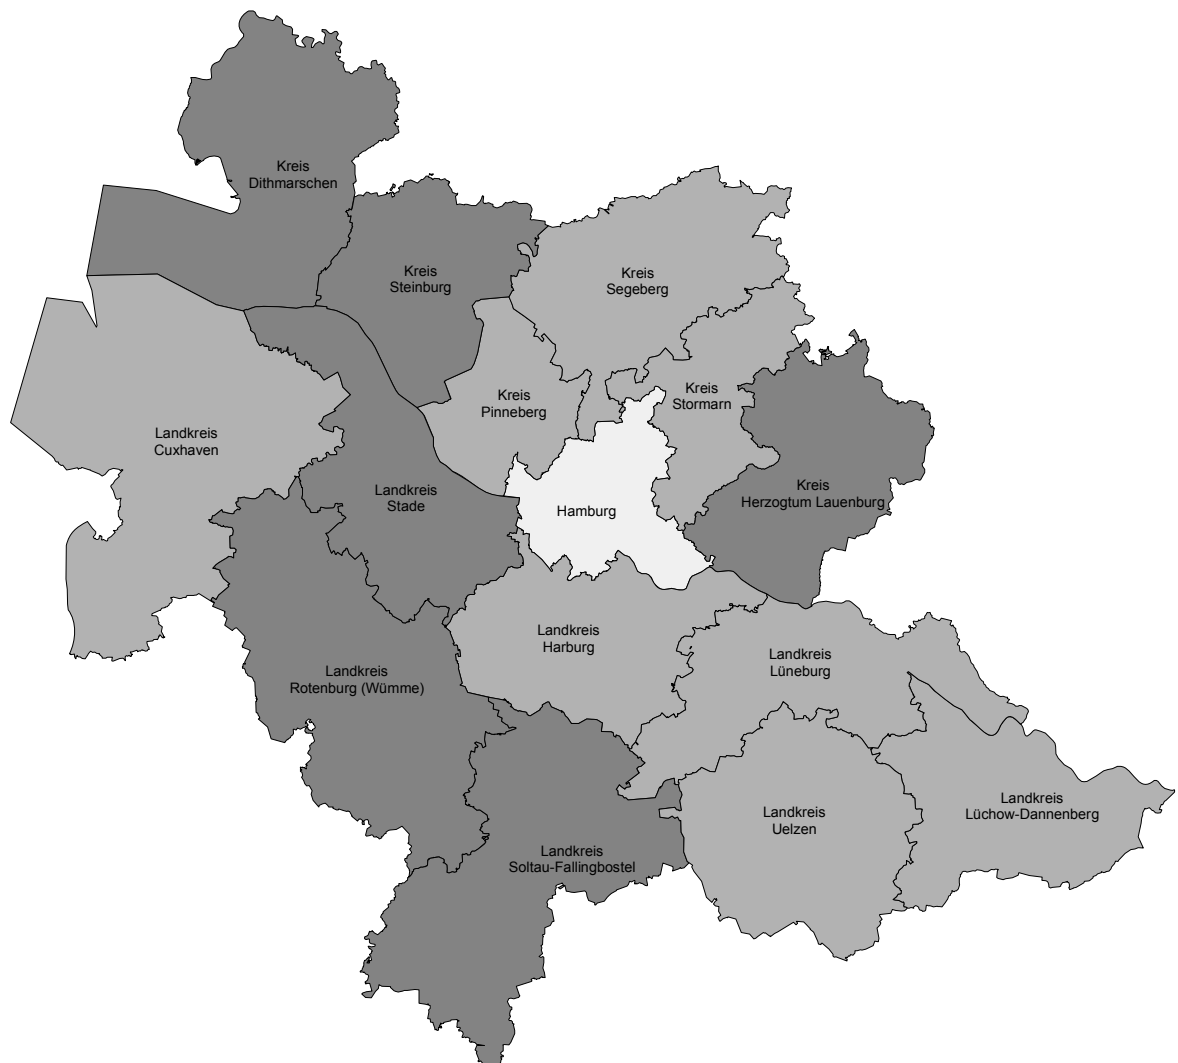 Kreis
Dithmarschen
Kreis
Steinburg
Kreis
Segeberg
Kreis
Pinneberg
Kreis
Stormarn
Landkreis
Cuxhaven
Landkreis
Stade
Hamburg
Kreis
Herzogtum Lauenburg
Landkreis
Harburg
Landkreis
Lüneburg
Landkreis
Rotenburg (Wümme)
Landkreis
Uelzen
Landkreis
Lüchow-Dannenberg
Landkreis
Soltau-Fallingbostel